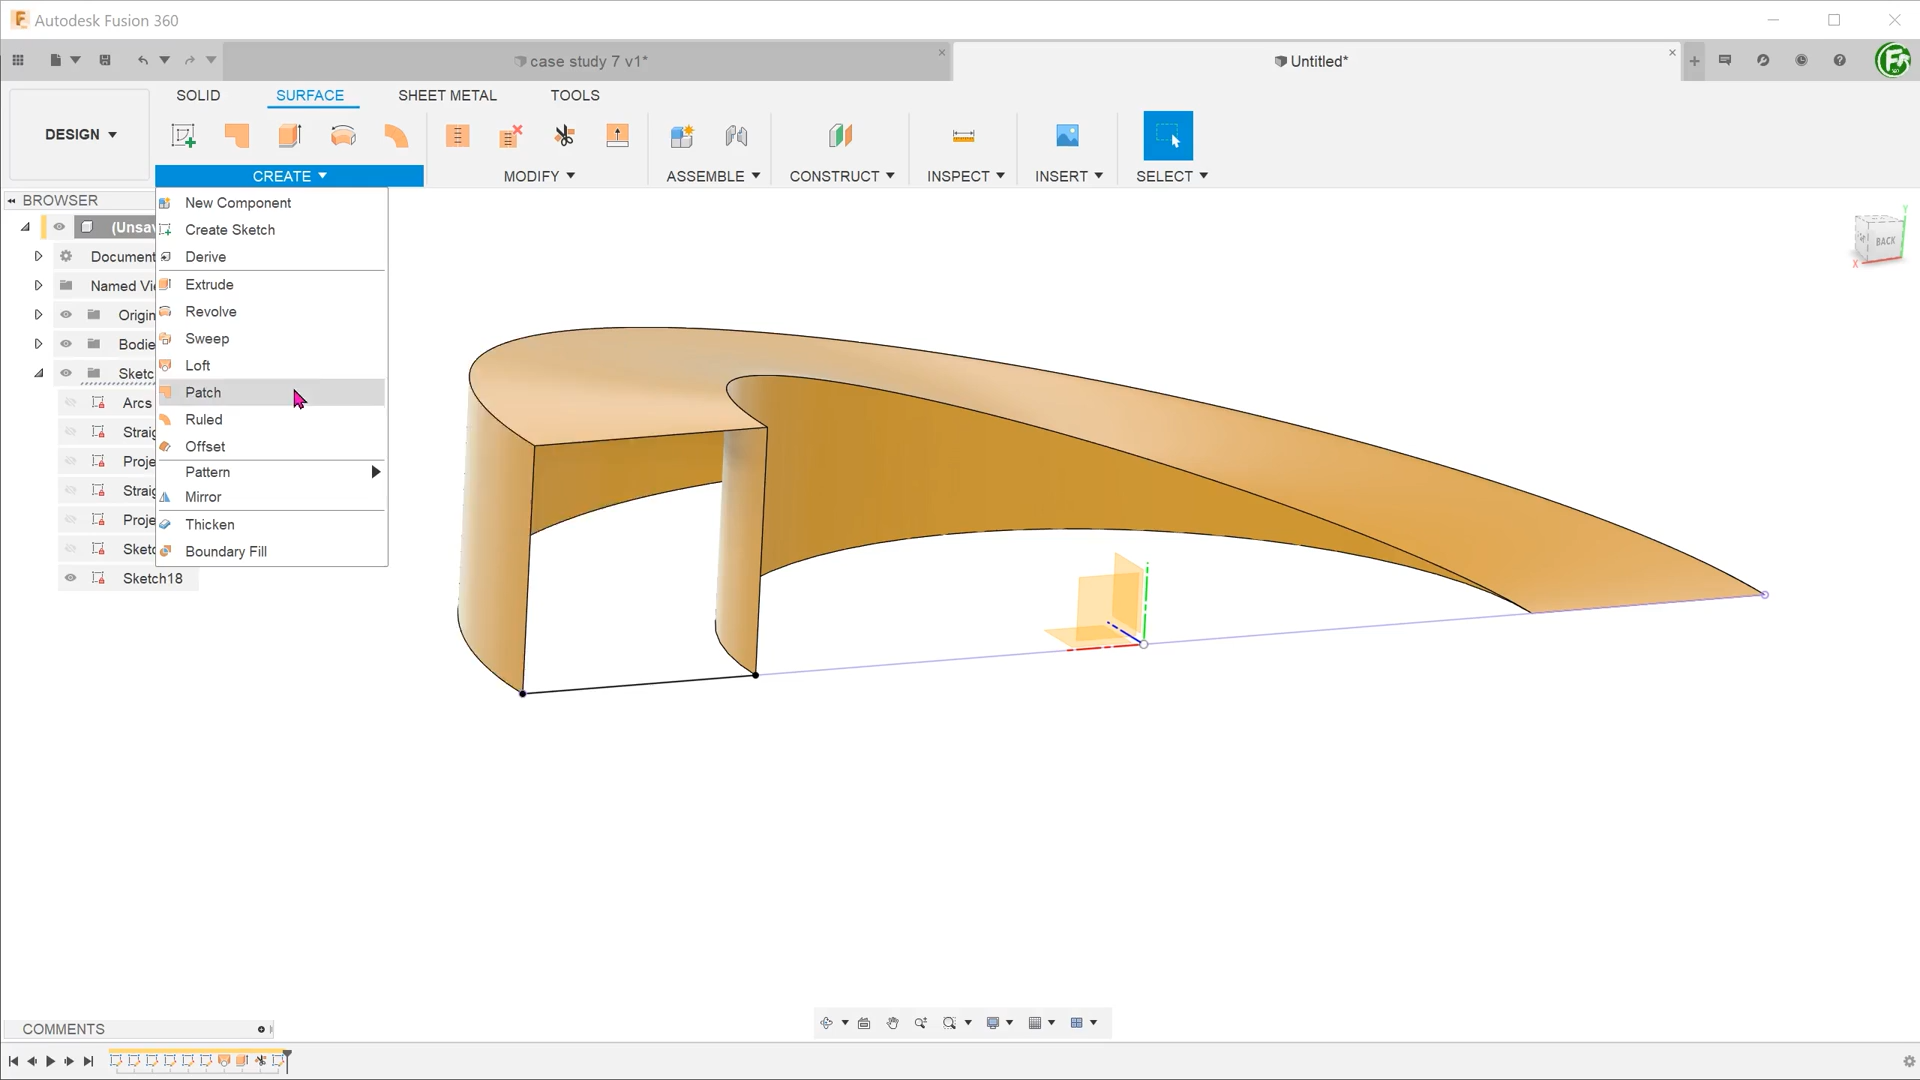 Autodesk Fusion 360
case study 7 v1*
Untitled*
SOLID
SURFACE
SHEET METAL
TOOLS
DESIGN
CREATE
MODIFY
ASSEMBLE
CONSTRUCT
INSPECT
INSERT
SELECT
BROWSER
(Unsav
Document
Named Vi
Origin
Bodie
Sketc
Arcs
Straig
Proje
Straig
Proje
Sketc
Sketch18
New Component
Create Sketch
Derive
Extrude
Revolve
Sweep
Loft
Patch
Ruled
Offset
Pattern
Mirror
Thicken
Boundary Fill
BACK
X
Y
COMMENTS